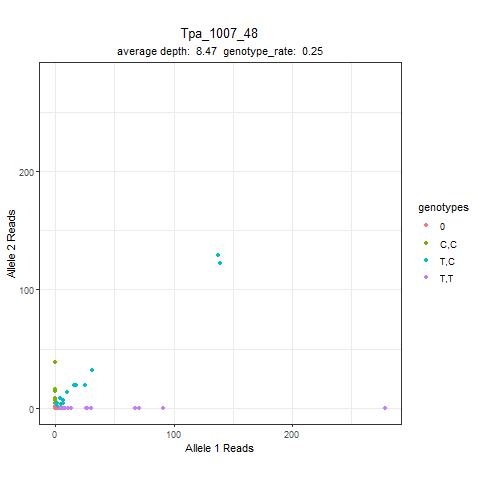 Tpa_1007_48
average depth:  8.47  genotype_rate:  0.25
200
100
0
Allele 2 Reads
0
100
200
Allele 1 Reads
genotypes
0
C,C
T,C
T,T